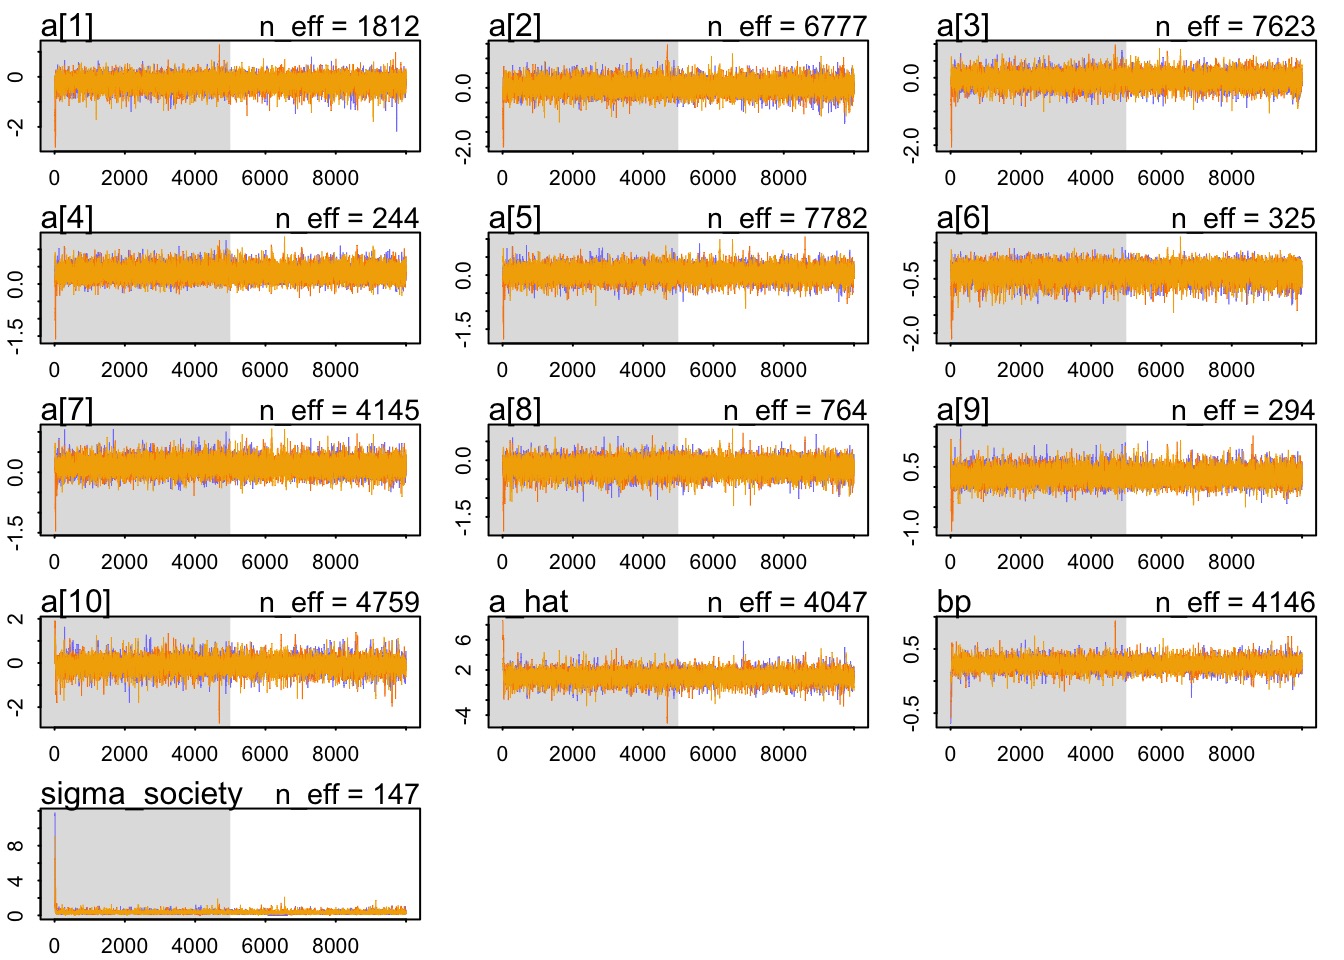 a[1] n_eff = 1812 a[2] n_eff = 6777 a[3] n_eff = 7623
0 -2 0.0 -2.0 0.0 -2.0
0 2000 4000 6000 8000 0 2000 4000 6000 8000 0 2000 4000 6000 8000
a[4] n_eff = 244 a[5] n_eff = 7782 a[6] n_eff = 325
0.0 -1.5 0.0 -1.5 -0.5 -2.0
0 2000 4000 6000 8000 0 2000 4000 6000 8000 0 2000 4000 6000 8000
a[7] n_eff = 4145 a[8] n_eff = 764 a[9] n_eff = 294
0.0 -1.5 0.0 -1.5 0.5 -1.0
0 2000 4000 6000 8000 0 2000 4000 6000 8000 0 2000 4000 6000 8000
a[10] n_eff = 4759 a_hat n_eff = 4047 bp n_eff = 4146
2 0 -2 6 2 -4 0.5 -0.5
0 2000 4000 6000 8000 0 2000 4000 6000 8000 0 2000 4000 6000 8000
sigma_society n_eff = 147
8 4 0
0 2000 4000 6000 8000